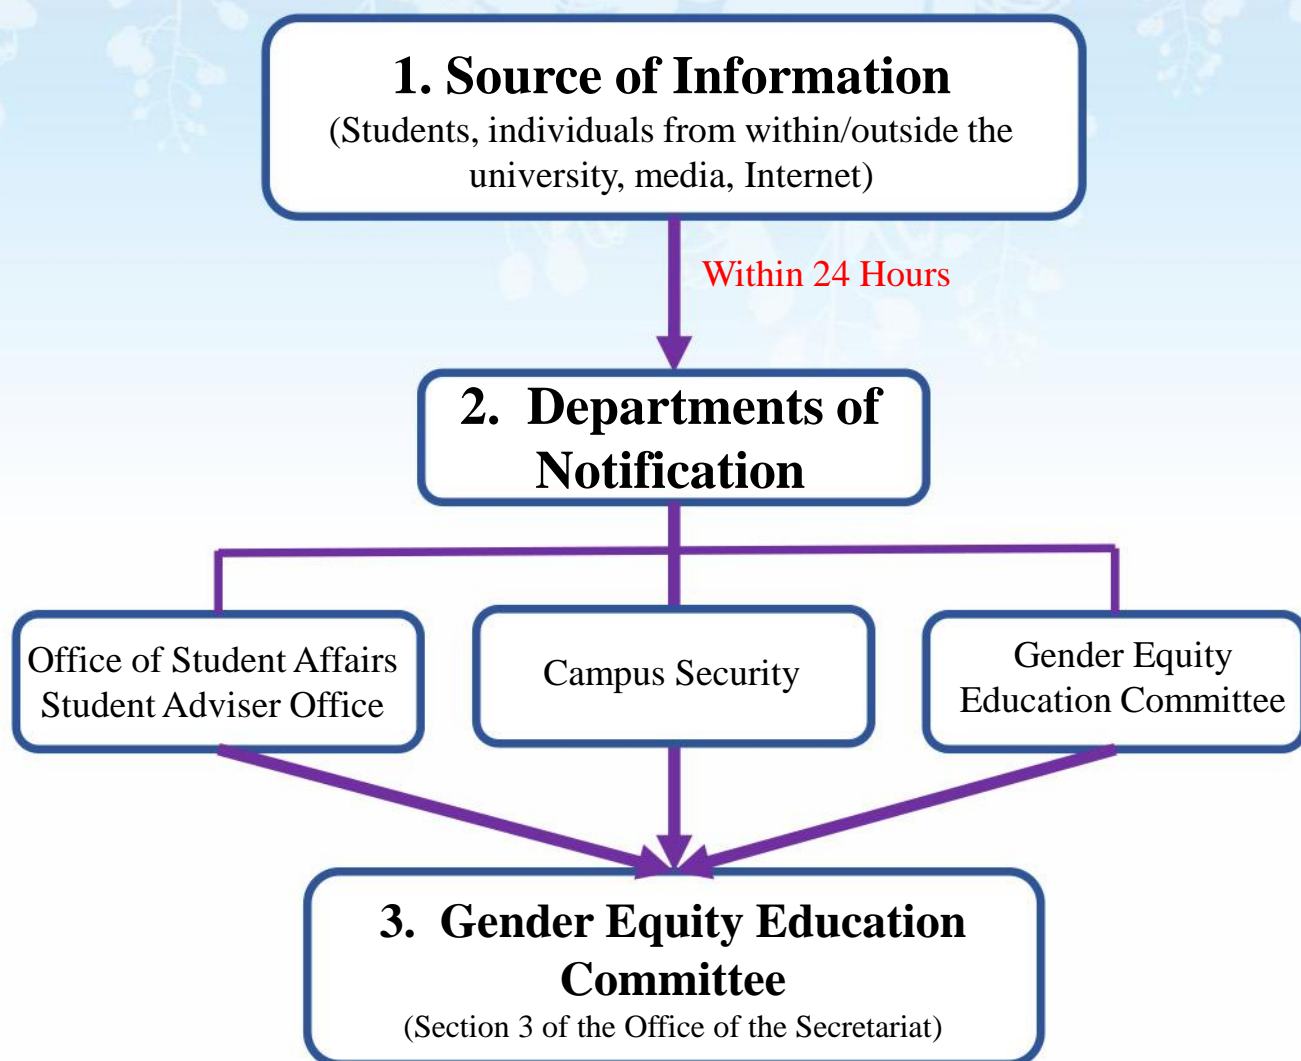 1. Source of Information
(Students, individuals from within/outside the
university, media, Internet)
Within 24 Hours
2. Departments of
Notification
Office of Student Affairs
Student Adviser Office
Campus Security
Gender Equity
Education Committee
3. Gender Equity Education
Committee
(Section 3 of the Office of the Secretariat)